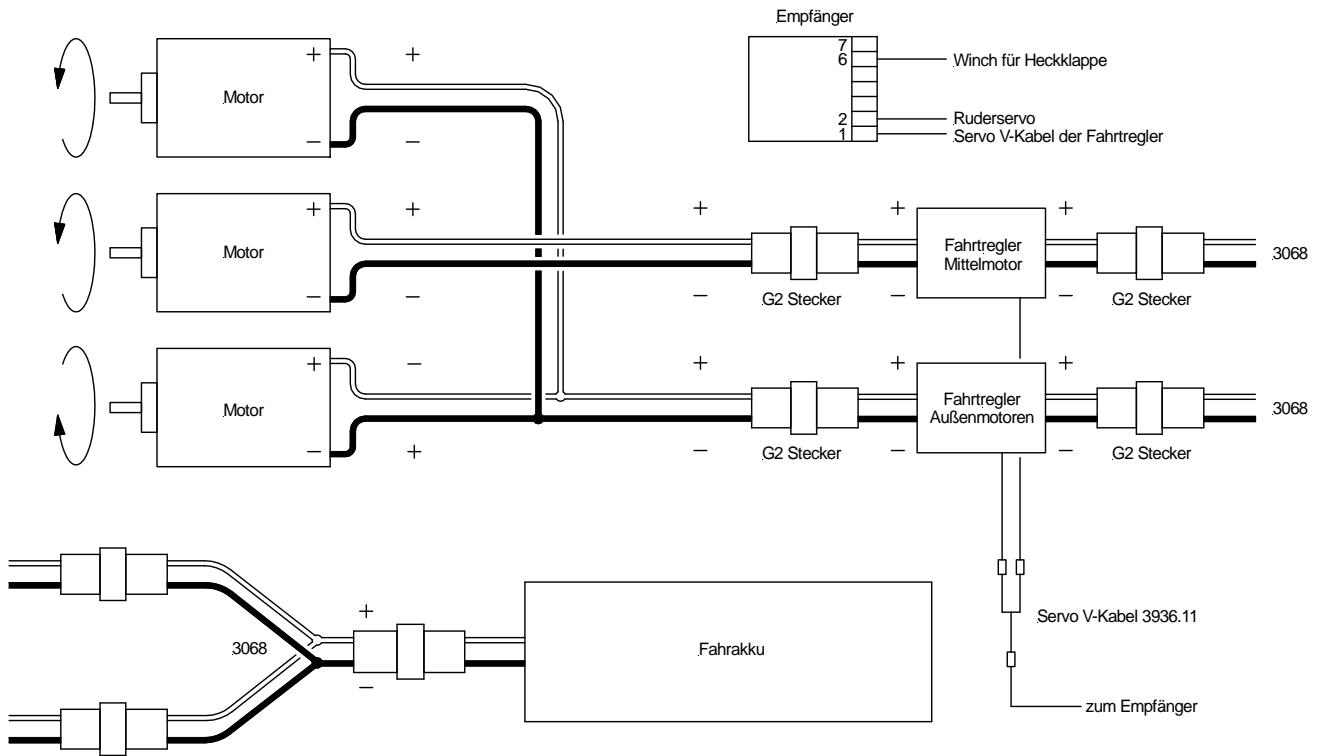 Empfänger
7
6
Winch für Heckklappe
2
Ruderservo
1
Servo V-Kabel der Fahrtregler
+ +
Motor
− −
+ + + + +
Motor
Fahrtregler
Mittelmotor
3068
− − − − −
G2 Stecker
G2 Stecker
+ − + + +
Motor
Fahrtregler
Außenmotoren
3068
− + − − −
G2 Stecker
G2 Stecker
+
3068
Fahrakku
−
Servo V-Kabel 3936.11
zum Empfänger